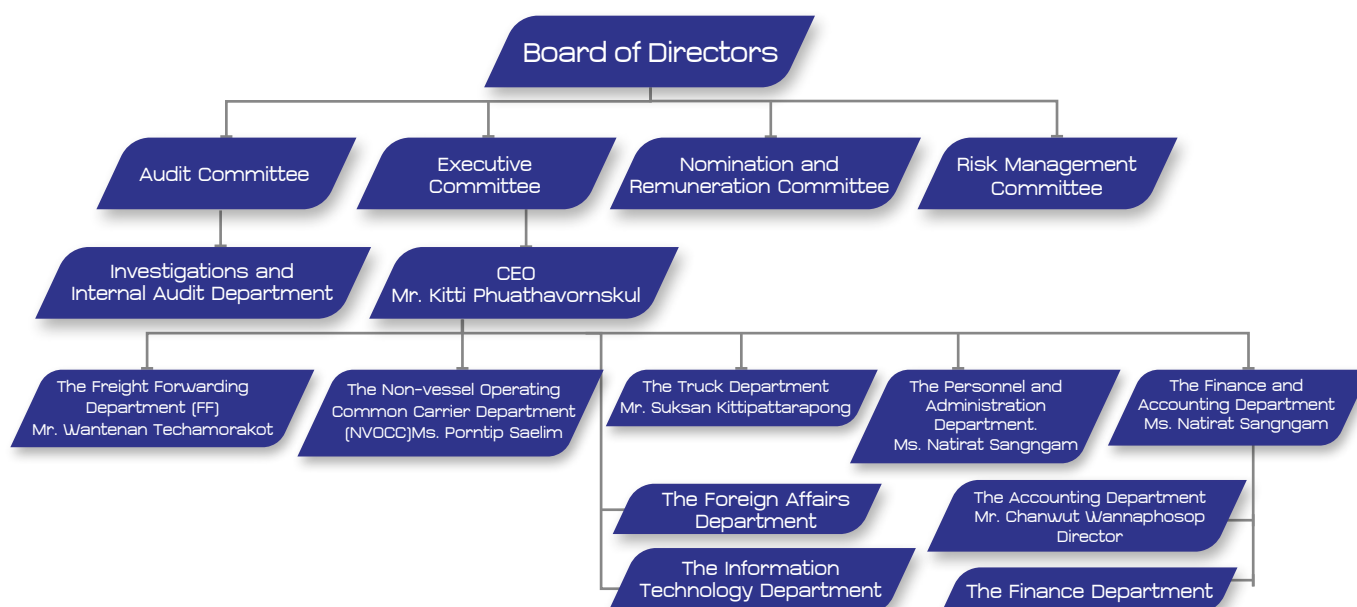 Board of Directors
Audit Committee
Executive
Committee
Nomination and
Remuneration Committee
Risk Management
Committee
Investigations and
Internal Audit Department
CEO
Mr. Kitti Phuathavornskul
The Freight Forwarding
Department (FF)
Mr. Wantenan Techamorakot
The Non-vessel Operating
Common Carrier Department
(NVOCC)Ms. Porntip Saelim
The Truck Department
Mr. Suksan Kittipattarapong
The Personnel and
Administration
Department.
Ms. Natirat Sangngam
The Finance and
Accounting Department
Ms. Natirat Sangngam
The Foreign Affairs
Department
The Accounting Department
Mr. Chanwut Wannaphosop
Director
The Information
Technology Department
The Finance Department